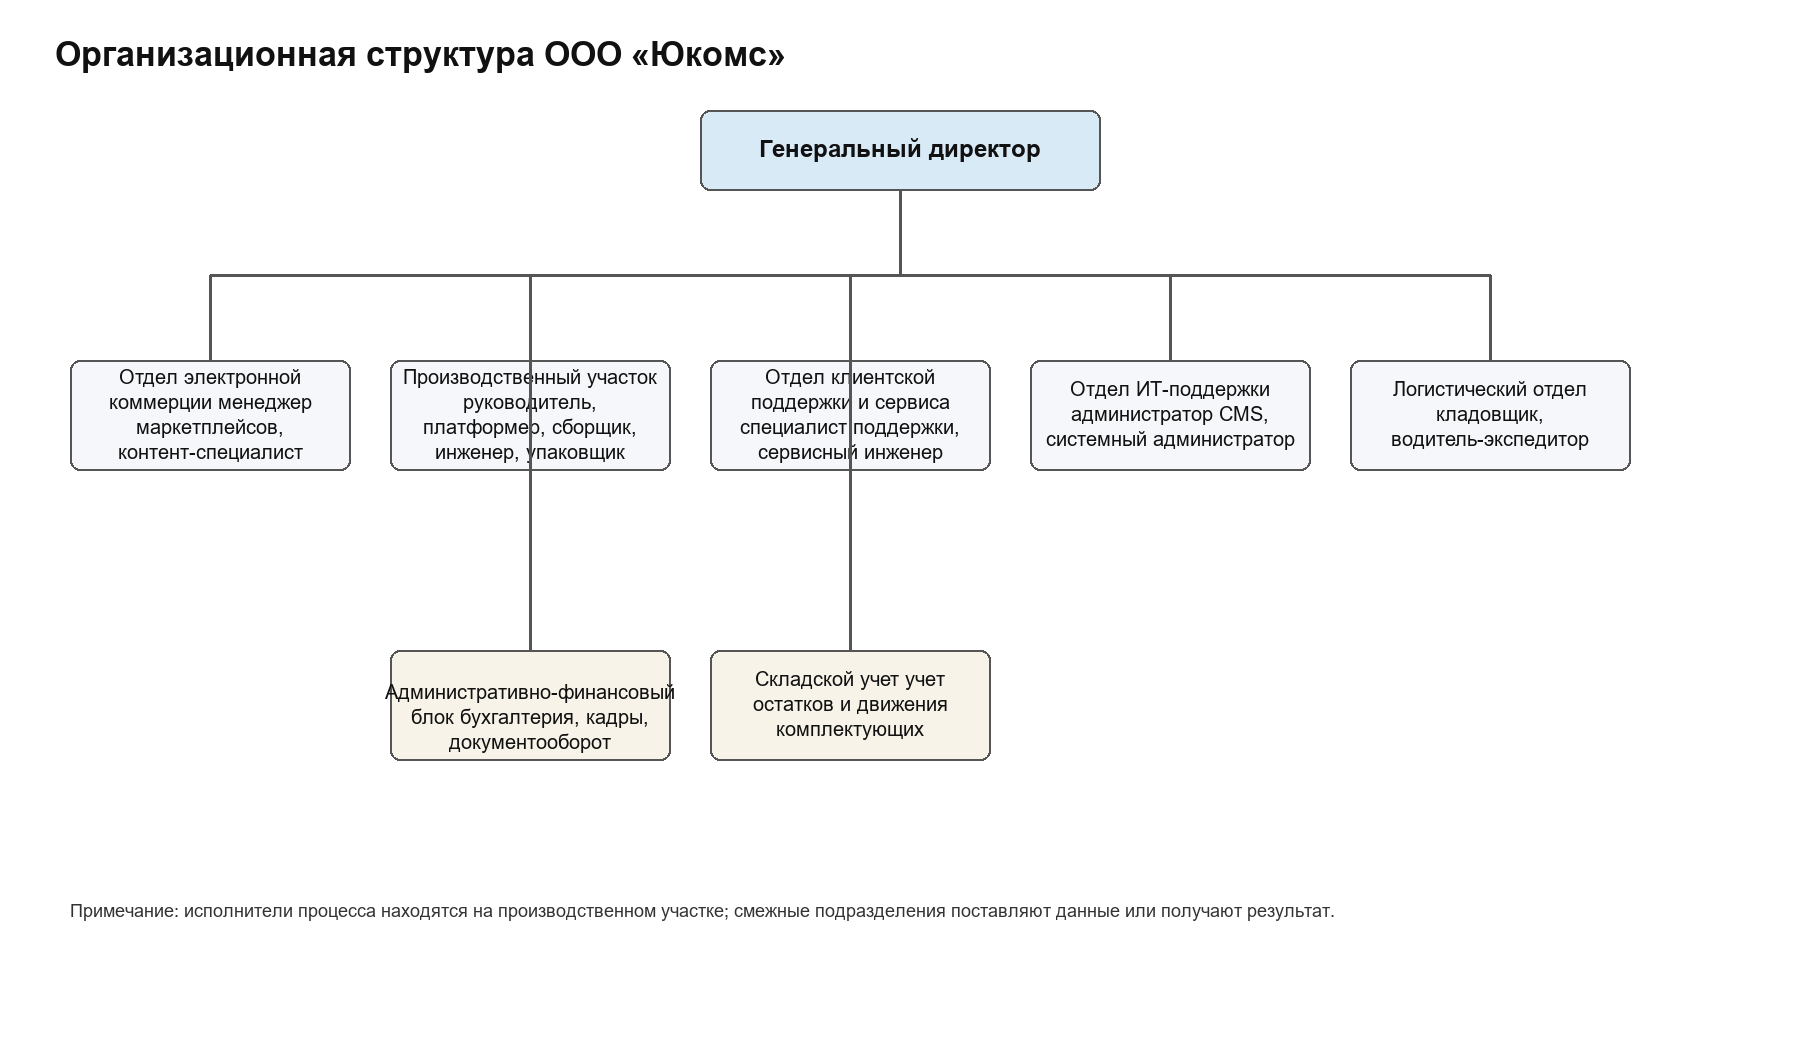 Организационная структура ООО «Юкомс»
Генеральный директор
Отдел электронной
коммерции менеджер
маркетплейсов,
контент-специалист
Производственный участок
руководитель,
платформер, сборщик,
инженер, упаковщик
Отдел клиентской
поддержки и сервиса
специалист поддержки,
сервисный инженер
Отдел ИТ-поддержки
администратор CMS,
системный администратор
Логистический отдел
кладовщик,
водитель-экспедитор
Административно-финансовый
блок бухгалтерия, кадры,
документооборот
Складской учет учет
остатков и движения
комплектующих
Примечание: исполнители процесса находятся на производственном участке; смежные подразделения поставляют данные или получают результат.